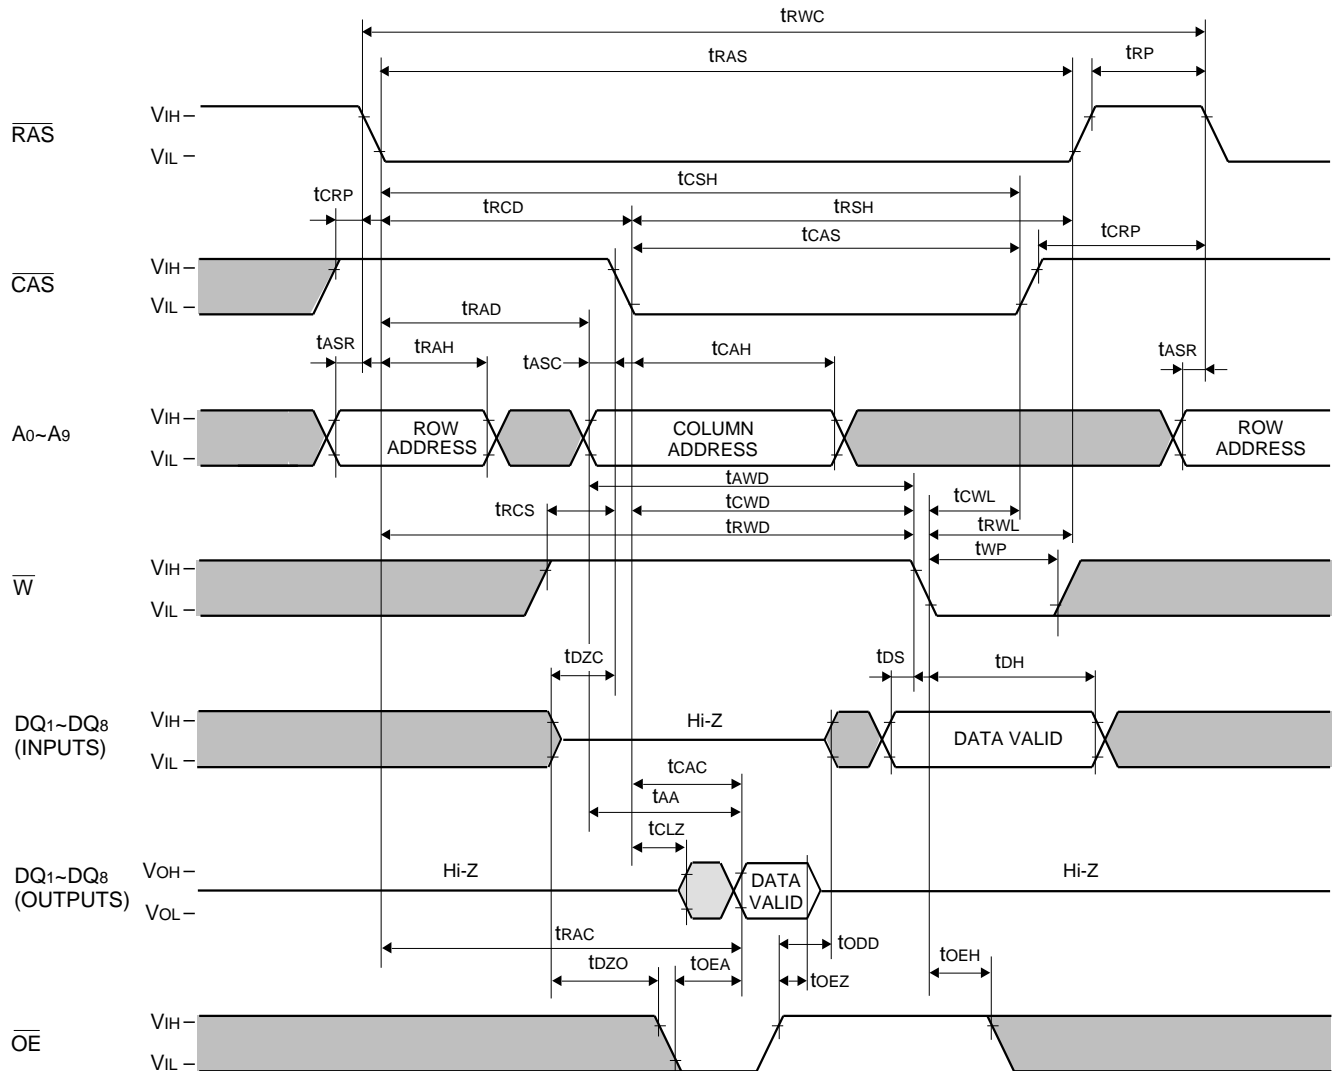 tRWC
tRAS
tRP
RAS
VIH
VIL
tCSH
tCRP
tRCD
tRSH
tCAS
tCRP
CAS
VIH
VIL
tRAD
tASR
tRAH
tASC
tCAH
tASR
A0~A9
VIH
VIL
ROW
ADDRESS
COLUMN
ADDRESS
ROW
ADDRESS
tAWD
tRCS
tCWD
tCWL
tRWD
tRWL
tWP
W
VIH
VIL
tDZC
tDS
tDH
DQ1~DQ8
(INPUTS)
VIH
VIL
Hi-Z
DATA VALID
tCAC
tAA
tCLZ
DQ1~DQ8
(OUTPUTS)
VOH
VOL
Hi-Z
DATA
VALID
Hi-Z
tRAC
tODD
tDZO
tOEA
tOEZ
tOEH
OE
VIH
VIL